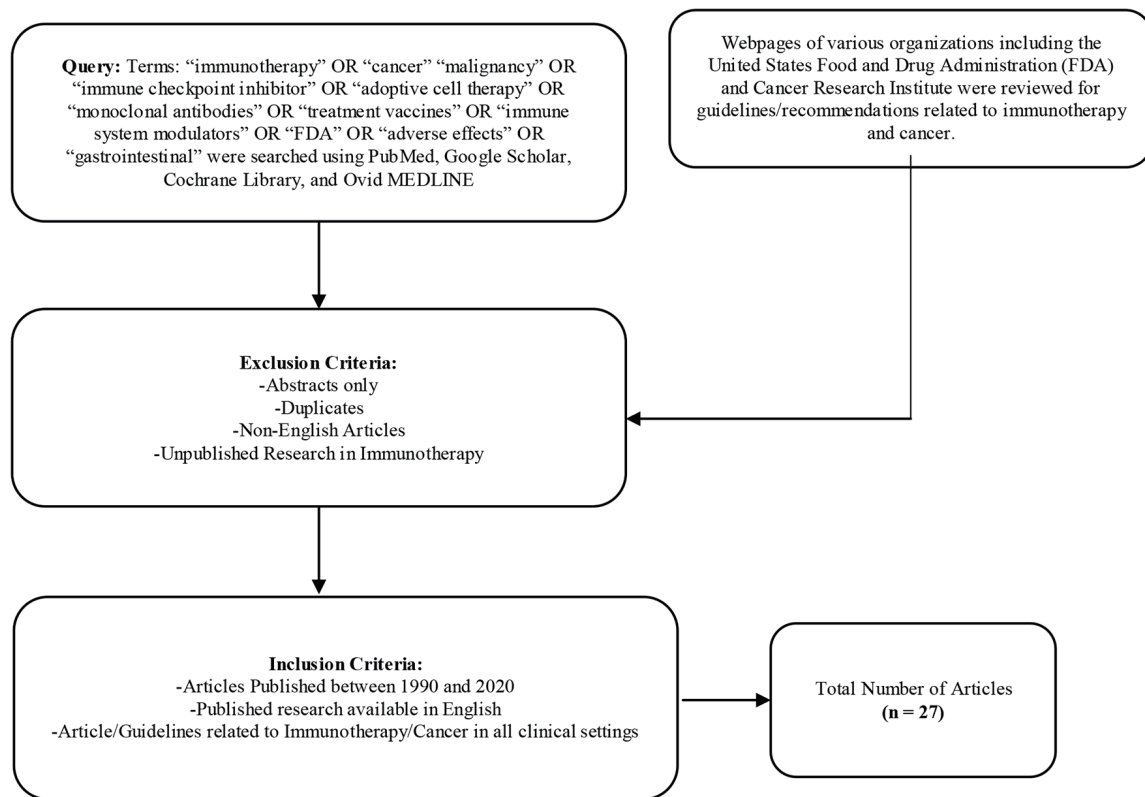 Query: Terms: “immunotherapy” OR “cancer” “malignancy” OR
“immune checkpoint inhibitor” OR “adoptive cell therapy” OR
“monoclonal antibodies” OR “treatment vaccines” OR “immune
system modulators” OR “FDA” OR “adverse effects” OR
“gastrointestinal” were searched using PubMed, Google Scholar,
Cochrane Library, and Ovid MEDLINE
Webpages of various organizations including the
United States Food and Drug Administration (FDA)
and Cancer Research Institute were reviewed for
guidelines/recommendations related to immunotherapy
and cancer.
Exclusion Criteria:
-Abstracts only
-Duplicates
-Non-English Articles
-Unpublished Research in Immunotherapy
Inclusion Criteria:
-Articles Published between 1990 and 2020
-Published research available in English
-Article/Guidelines related to Immunotherapy/Cancer in all clinical settings
Total Number of Articles
(n = 27)